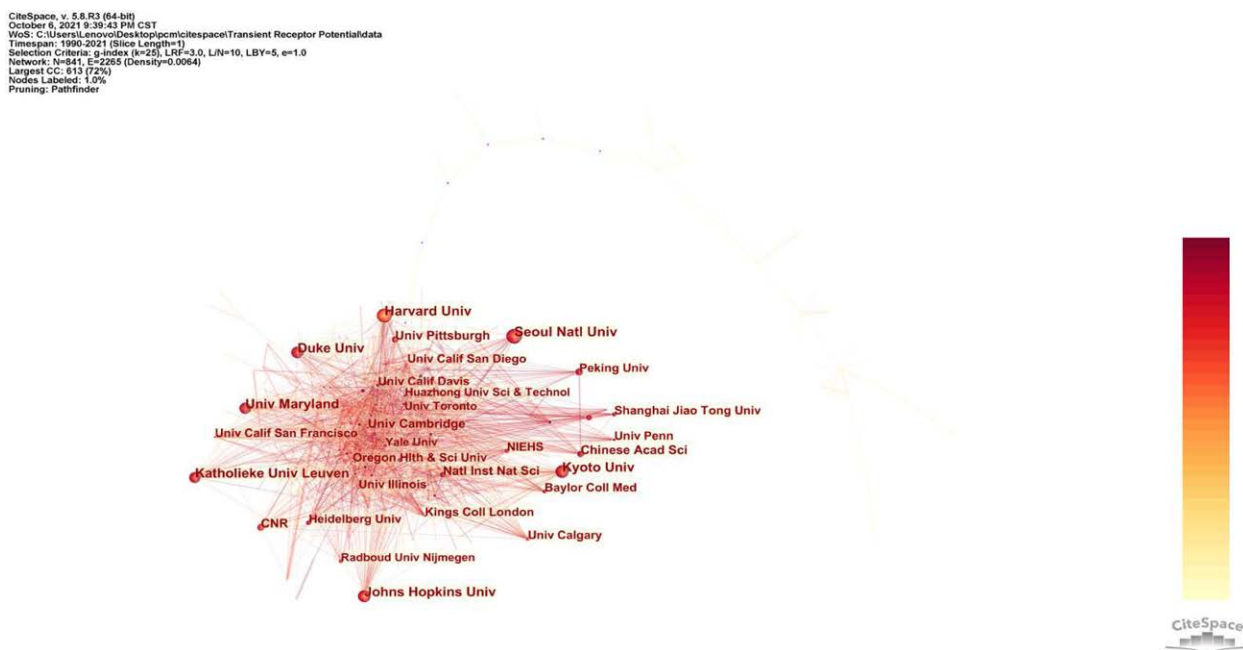 CiteSpace, v. 5.8.R3 (64-bit)
October 6, 2021 9:39:43 PM CST
WoS: C:\Users\Lenovo\Desktop\pcm\citespace\Transient Receptor Potential\data
Timespan: 1990-2021 (Slice Length=1)
Selection Criteria: g-index (k=25), LRF=3.0, L/N=10, LBY=5, e=1.0
Network: N=841, E=2265 (Density=0.0064)
Largest CC: 613 (72%)
Nodes Labeled: 1.0%
Pruning: Pathfinder
Harvard Univ
Seoul Natl Univ
Univ Pittsburgh
Duke Univ
Univ Calif San Diego
Peking Univ
Univ Calif Davis
Huazhong Univ Sci & Technol
Univ Maryland
Univ Toronto
Shanghai Jiao Tong Univ
Univ Cambridge
Univ Calif San Francisco
Univ Penn
Yale Univ
NIEHS
Chinese Acad Sci
Oregon Hlth & Sci Univ
Katholieke Univ Leuven
Natl Inst Nat Sci
Kyoto Univ
Univ Illinois
Baylor Coll Med
Kings Coll London
CNR
Heidelberg Univ
Univ Calgary
Radboud Univ Nijmegen
Johns Hopkins Univ
CiteSpace